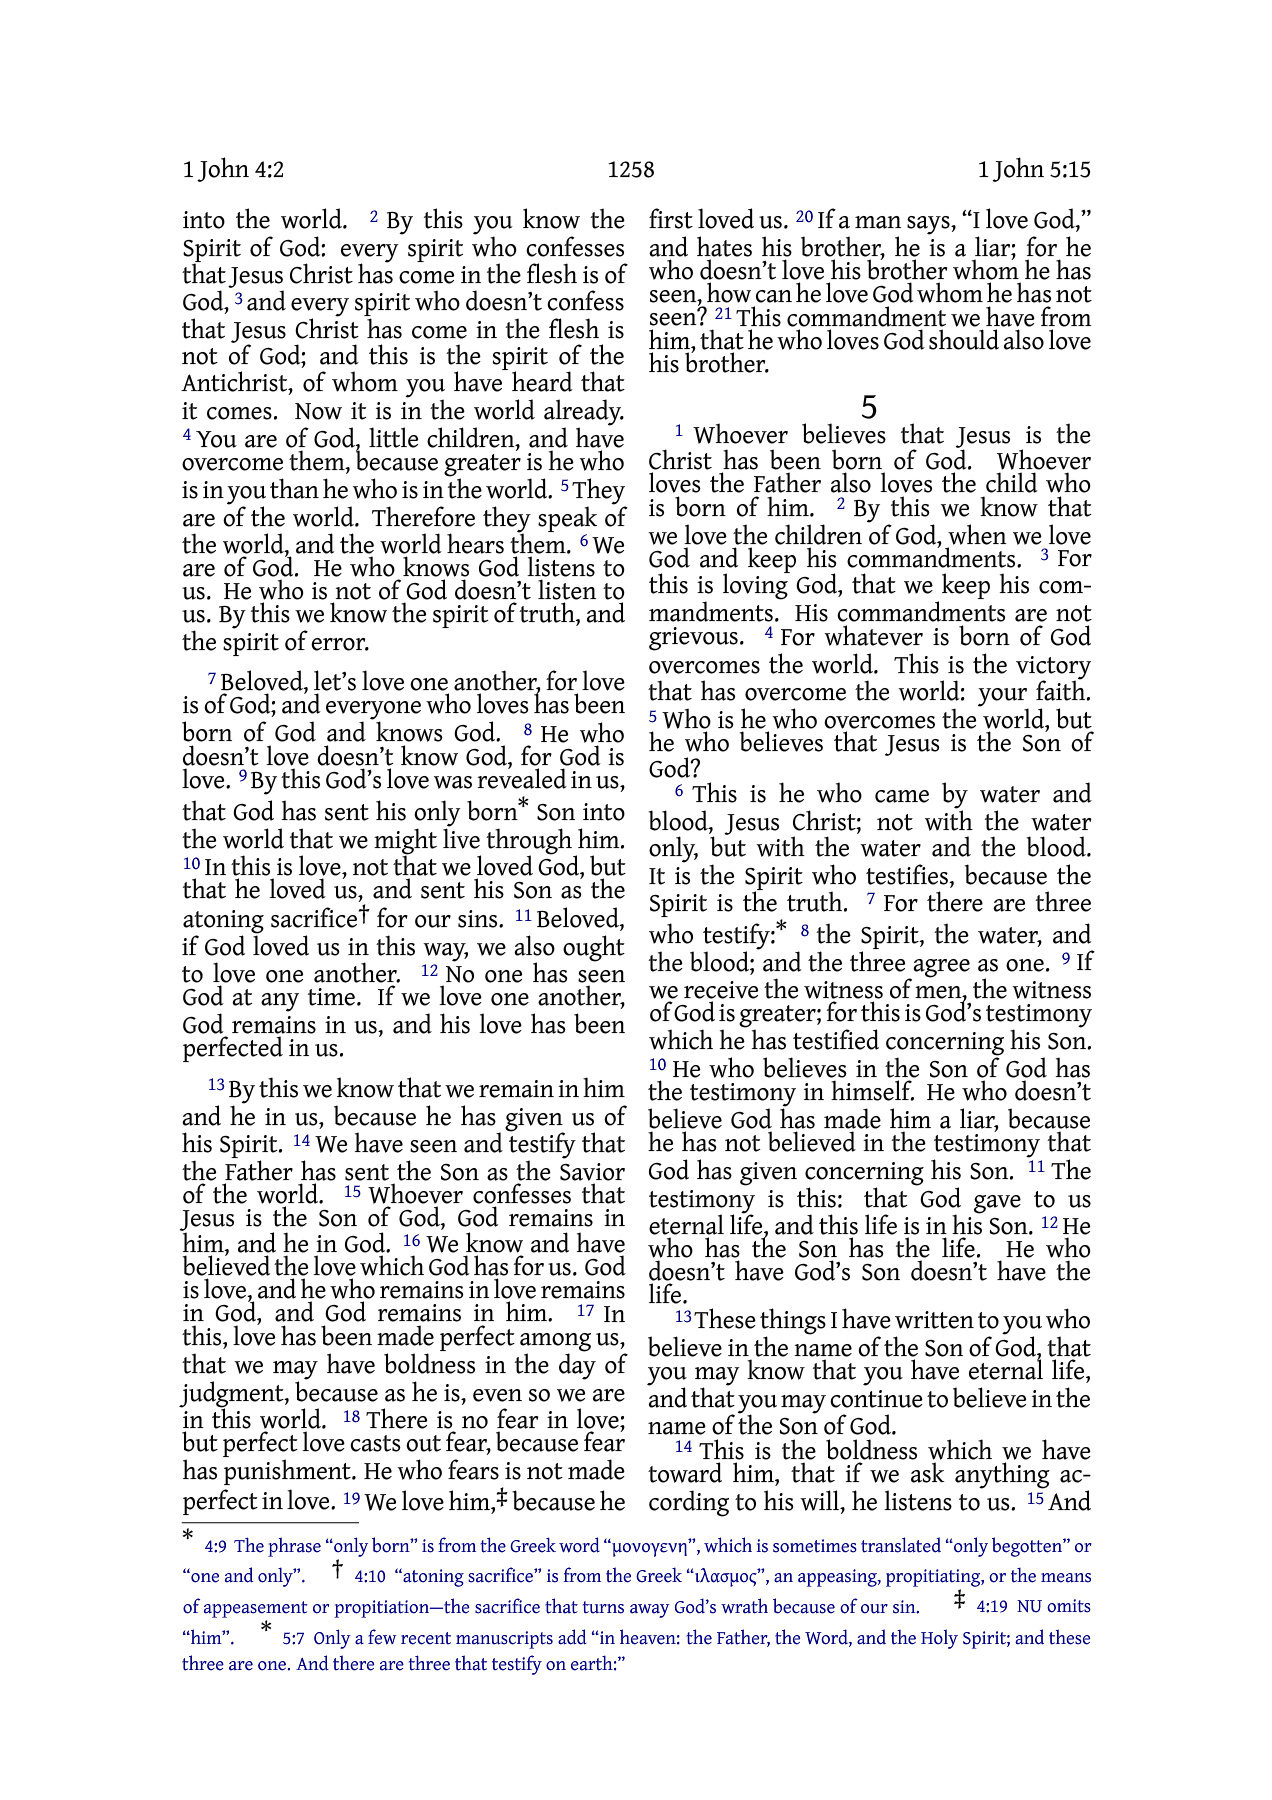 1 John 4:2
1258
1 John 5:15
into the world. 2 By this you know the
Spirit of God: every spirit who confesses
that Jesus Christ has come in the flesh is of
God, 3 and every spirit who doesn’t confess
that Jesus Christ has come in the flesh is
not of God; and this is the spirit of the
Antichrist, of whom you have heard that
it comes. Now it is in the world already.
4 You are of God, little children, and have
overcome them, because greater is he who
is in you than he who is in the world. 5 They
are of the world. Therefore they speak of
the world, and the world hears them. 6 We
are of God. He who knows God listens to
us. He who is not of God doesn’t listen to
us. By this we know the spirit of truth, and
the spirit of error.
7 Beloved, let’s love one another, for love
is of God; and everyone who loves has been
born of God and knows God. 8 He who
doesn’t love doesn’t know God, for God is
love. 9 By this God’s love was revealed in us,
that God has sent his only born* Son into
the world that we might live through him.
10 In this is love, not that we loved God, but
that he loved us, and sent his Son as the
atoning sacrifice† for our sins. 11 Beloved,
if God loved us in this way, we also ought
to love one another. 12 No one has seen
God at any time. If we love one another,
God remains in us, and his love has been
perfected in us.
13 By this we know that we remain in him
and he in us, because he has given us of
his Spirit. 14 We have seen and testify that
the Father has sent the Son as the Savior
of the world. 15 Whoever confesses that
Jesus is the Son of God, God remains in
him, and he in God. 16 We know and have
believed the love which God has for us. God
is love, and he who remains in love remains
in God, and God remains in him. 17 In
this, love has been made perfect among us,
that we may have boldness in the day of
judgment, because as he is, even so we are
in this world. 18 There is no fear in love;
but perfect love casts out fear, because fear
has punishment. He who fears is not made
perfect in love. 19 We love him,‡ because he
first loved us. 20 If a man says, “I love God,”
and hates his brother, he is a liar; for he
who doesn’t love his brother whom he has
seen, how can he love God whom he has not
seen? 21 This commandment we have from
him, that he who loves God should also love
his brother.
5
1 Whoever believes that Jesus is the
Christ has been born of God. Whoever
loves the Father also loves the child who
is born of him. 2 By this we know that
we love the children of God, when we love
God and keep his commandments. 3 For
this is loving God, that we keep his com-
mandments. His commandments are not
grievous. 4 For whatever is born of God
overcomes the world. This is the victory
that has overcome the world: your faith.
5 Who is he who overcomes the world, but
he who believes that Jesus is the Son of
God?
6 This is he who came by water and
blood, Jesus Christ; not with the water
only, but with the water and the blood.
It is the Spirit who testifies, because the
Spirit is the truth. 7 For there are three
who testify:* 8 the Spirit, the water, and
the blood; and the three agree as one. 9 If
we receive the witness of men, the witness
of God is greater; for this is God’s testimony
which he has testified concerning his Son.
10 He who believes in the Son of God has
the testimony in himself. He who doesn’t
believe God has made him a liar, because
he has not believed in the testimony that
God has given concerning his Son. 11 The
testimony is this: that God gave to us
eternal life, and this life is in his Son. 12 He
who has the Son has the life. He who
doesn’t have God’s Son doesn’t have the
life.
13 These things I have written to you who
believe in the name of the Son of God, that
you may know that you have eternal life,
and that you may continue to believe in the
name of the Son of God.
14 This is the boldness which we have
toward him, that if we ask anything ac-
cording to his will, he listens to us. 15 And
* 4:9 The phrase “only born” is from the Greek word “μονογενη”, which is sometimes translated “only begotten” or
“one and only”. † 4:10 “atoning sacrifice” is from the Greek “ιλασμος”, an appeasing, propitiating, or the means
of appeasement or propitiation—the sacrifice that turns away God’s wrath because of our sin. ‡ 4:19 NU omits
“him”. * 5:7 Only a few recent manuscripts add “in heaven: the Father, the Word, and the Holy Spirit; and these
three are one. And there are three that testify on earth:”